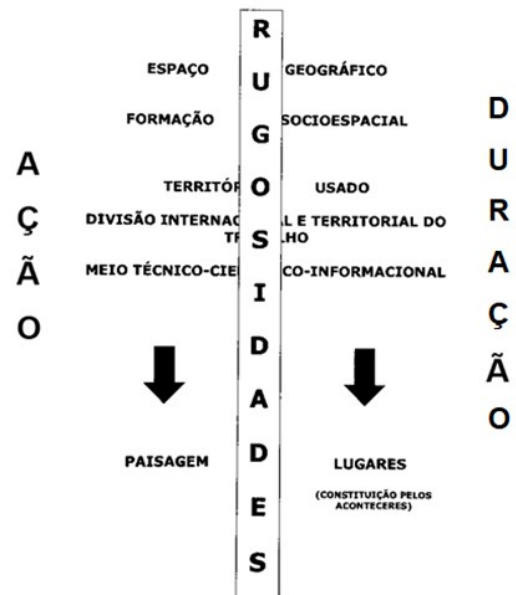 RUGOSIDADES
AÇÃO
DURAÇÃO
ESPAÇO GEOGRÁFICO
FORMAÇÃO SOCIOESPACIAL
TERRITÓR USADO
DIVISÃO INTERNAC L E TERRITORIAL DO
TR LHO
MEIO TÉCNICO-CIE CO-INFORMACIONAL
PAISAGEM
LUGARES
(CONSTITUIÇÃO PELOS
ACONTECERES)